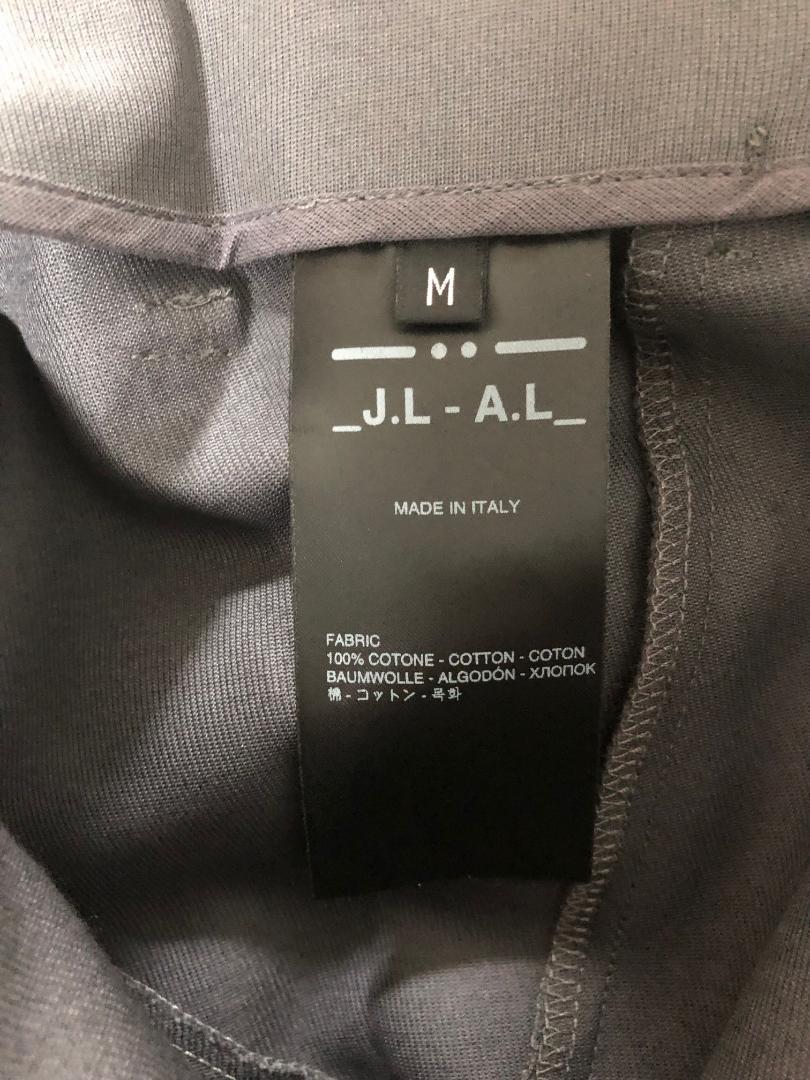 M
_J.L - A.L_
MADE IN ITALY
FABRIC
100% COTONE - COTTON - COTON
BAUMWOLLE - ALGODÓN - ХЛОПОК
棉 - コットン - 목화